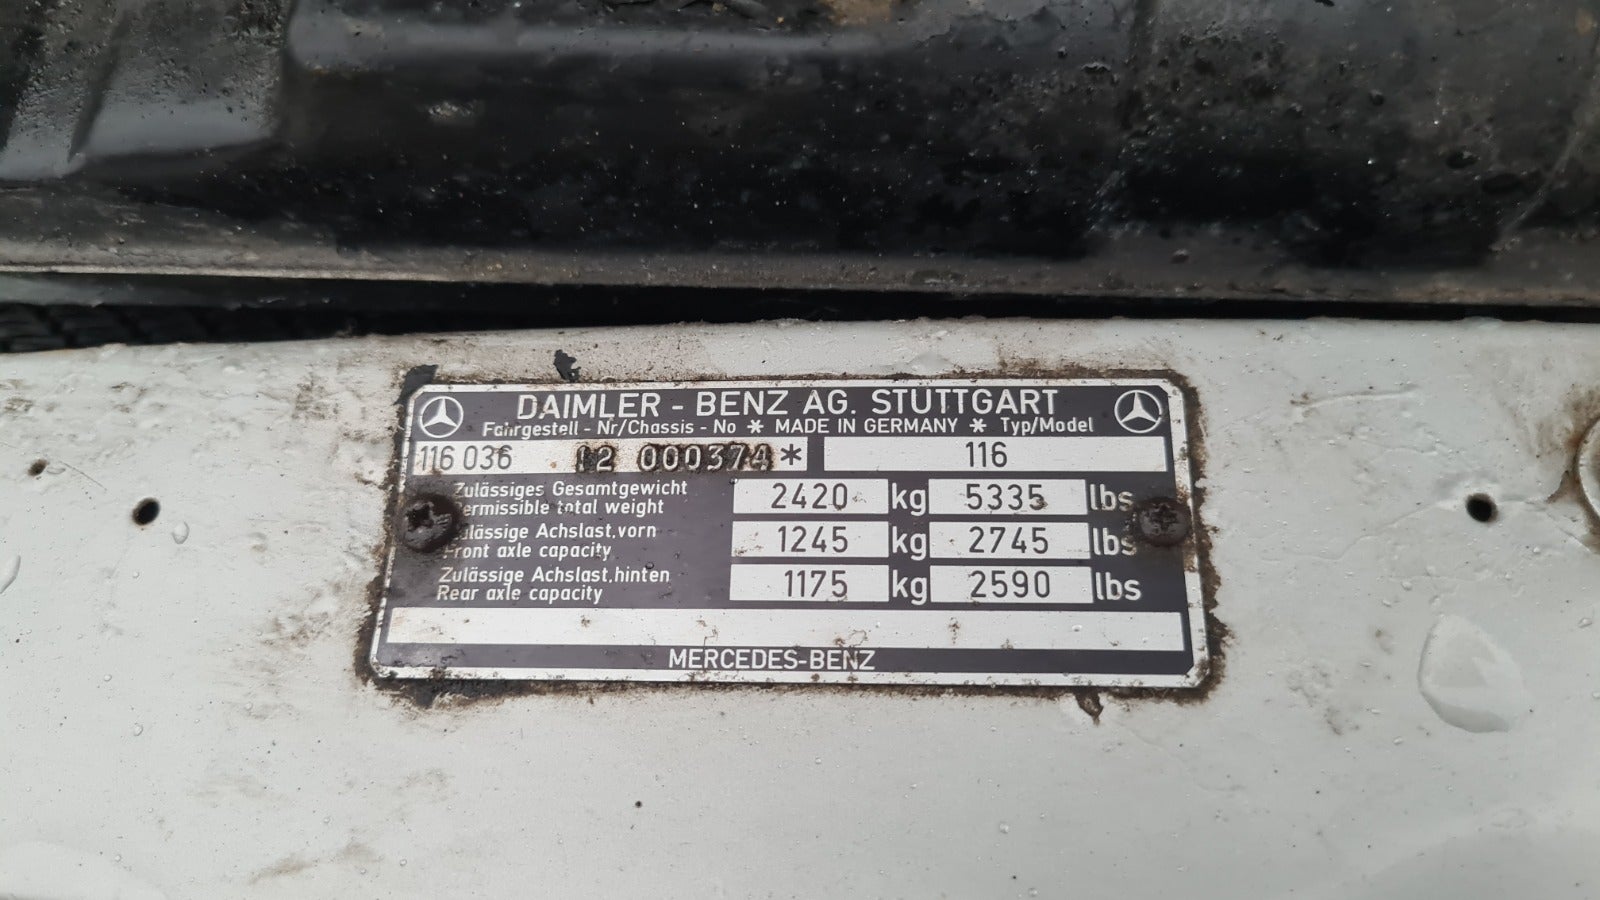 DAIMLER - BENZ AG. STUTTGART
Fahrgestell - Nr/Chassis - No * MADE IN GERMANY * Typ/Model
116 036 12 000374 * 116
Zulässiges Gesamtgewicht
ermissible total weight 2420 kg 5335 lbs
lässige Achslast.vorn
Front axle capacity 1245 kg 2745 lbs
Zulässige Achslast.hinten
Rear axle capacity 1175 kg 2590 lbs
MERCEDES-BENZ